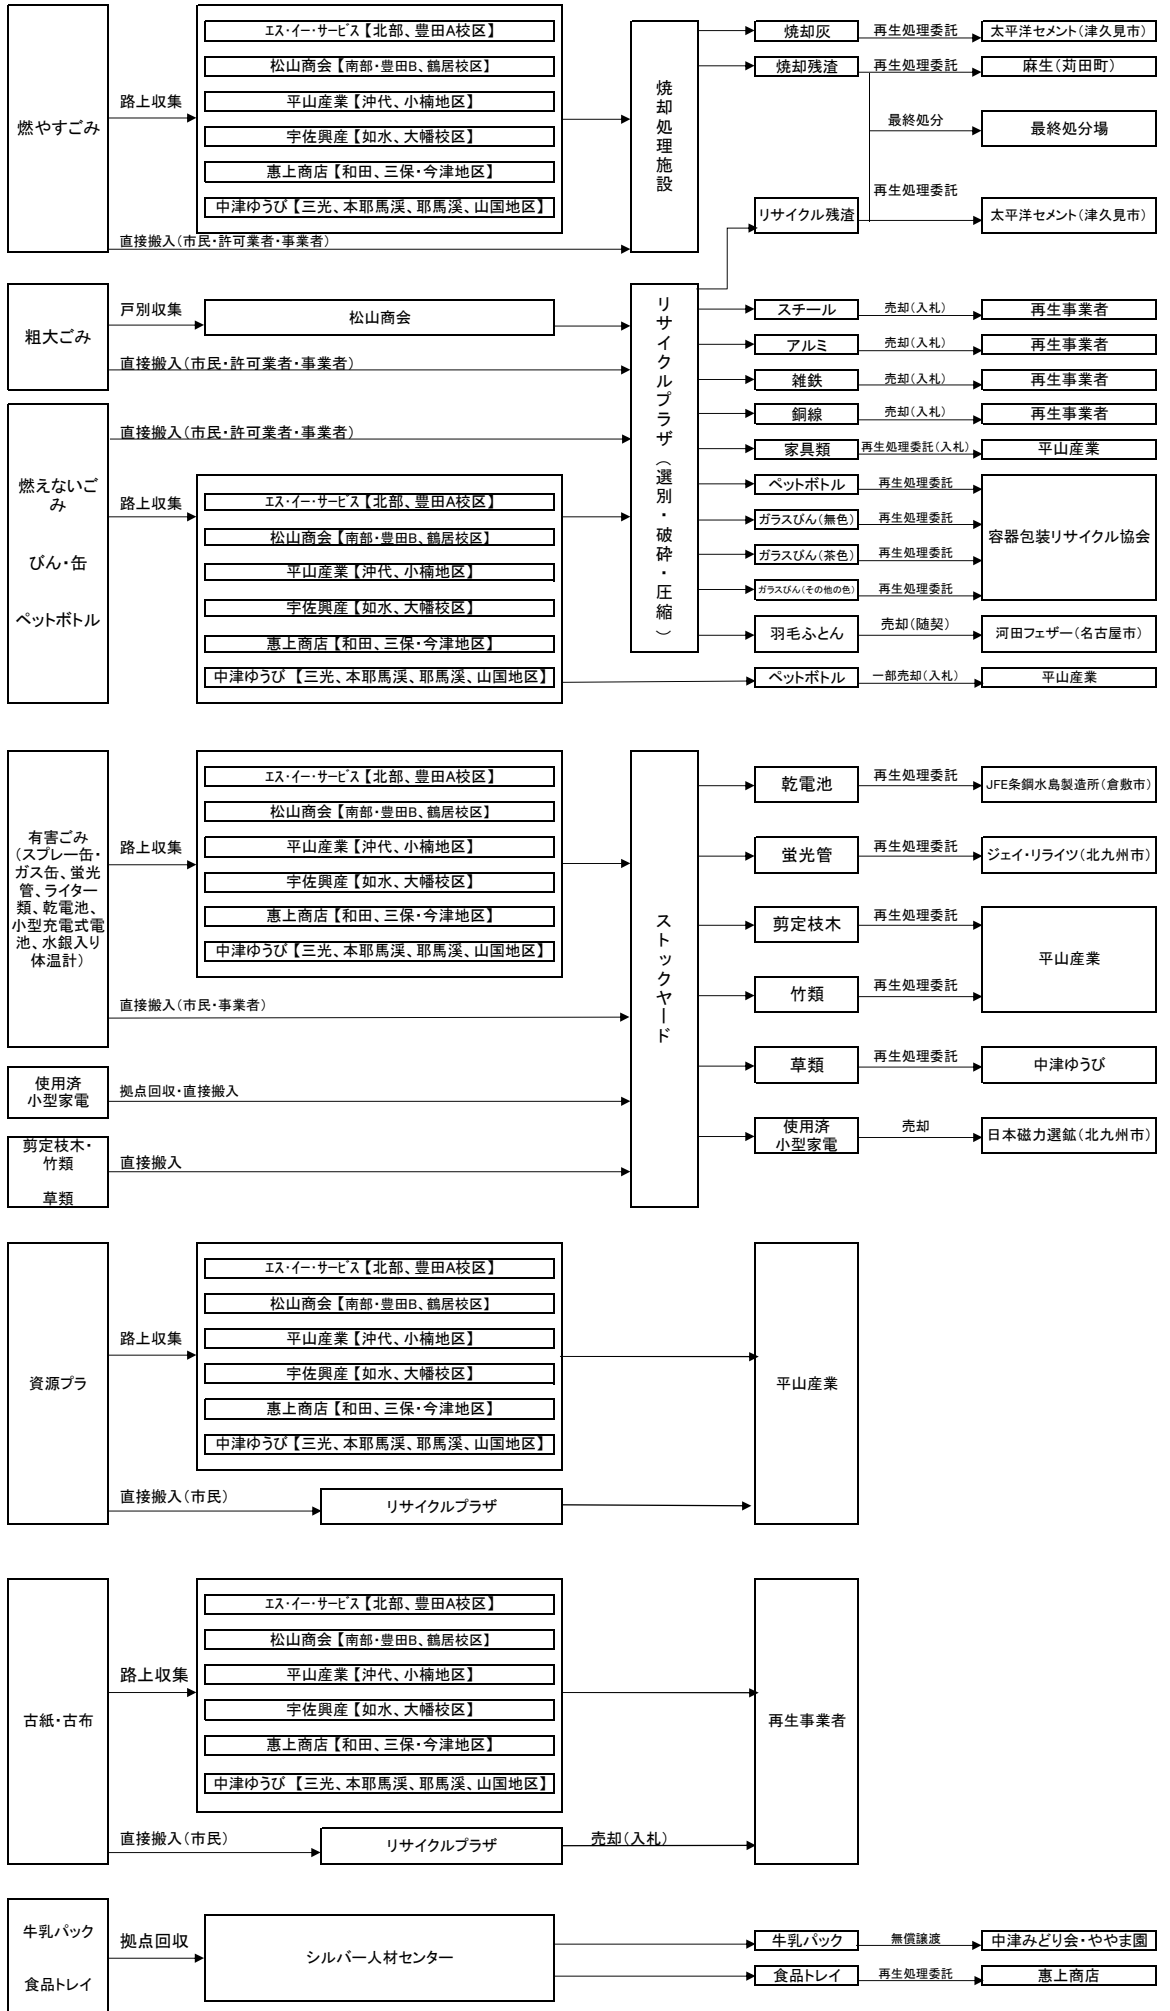 燃やすごみ
路上収集
エス・イー・サービス【北部、豊田A校区】
松山商会【南部・豊田B、鶴居校区】
平山産業【沖代、小楠地区】
宇佐興産【如水、大幡校区】
惠上商店【和田、三保・今津地区】
中津ゆうび【三光、本耶馬渓、耶馬溪、山国地区】
直接搬入(市民・許可業者・事業者)
焼却処理施設
焼却灰
再生処理委託
太平洋セメント(津久見市)
焼却残渣
再生処理委託
麻生(苅田町)
最終処分
最終処分場
再生処理委託
リサイクル残渣
太平洋セメント(津久見市)
粗大ごみ
戸別収集
松山商会
直接搬入(市民・許可業者・事業者)
燃えないご
み
びん・缶
ペットボトル
直接搬入(市民・許可業者・事業者)
路上収集
エス・イー・サービス【北部、豊田A校区】
松山商会【南部・豊田B、鶴居校区】
平山産業【沖代、小楠地区】
宇佐興産【如水、大幡校区】
惠上商店【和田、三保・今津地区】
中津ゆうび 【三光、本耶馬渓、耶馬溪、山国地区】
リサイクルプラザ(選別・破砕・圧縮)
スチール
売却(入札)
再生事業者
アルミ
売却(入札)
再生事業者
雑鉄
売却(入札)
再生事業者
銅線
売却(入札)
再生事業者
家具類
再生処理委託(入札)
平山産業
ペットボトル
再生処理委託
ガラスびん(無色)
再生処理委託
容器包装リサイクル協会
ガラスびん(茶色)
再生処理委託
ガラスびん(その他の色)
再生処理委託
羽毛ふとん
売却(随契)
河田フェザー(名古屋市)
ペットボトル
一部売却(入札)
平山産業
有害ごみ
(スプレー缶・
ガス缶、蛍光
管、ライター
類、乾電池、
小型充電式電
池、水銀入り
体温計)
路上収集
エス・イー・サービス【北部、豊田A校区】
松山商会【南部・豊田B、鶴居校区】
平山産業【沖代、小楠地区】
宇佐興産【如水、大幡校区】
惠上商店【和田、三保・今津地区】
中津ゆうび【三光、本耶馬渓、耶馬溪、山国地区】
直接搬入(市民・事業者)
使用済
小型家電
拠点回収・直接搬入
剪定枝木・
竹類
草類
直接搬入
ストックヤード
乾電池
再生処理委託
JFE条鋼水島製造所(倉敷市)
蛍光管
再生処理委託
ジェイ・リライツ(北九州市)
剪定枝木
再生処理委託
平山産業
竹類
再生処理委託
草類
再生処理委託
中津ゆうび
使用済
小型家電
売却
日本磁力選鉱(北九州市)
資源プラ
路上収集
エス・イー・サービス【北部、豊田A校区】
松山商会【南部・豊田B、鶴居校区】
平山産業【沖代、小楠地区】
宇佐興産【如水、大幡校区】
惠上商店【和田、三保・今津地区】
中津ゆうび【三光、本耶馬渓、耶馬溪、山国地区】
直接搬入(市民)
リサイクルプラザ
平山産業
古紙・古布
路上収集
エス・イー・サービス【北部、豊田A校区】
松山商会【南部・豊田B、鶴居校区】
平山産業【沖代、小楠地区】
宇佐興産【如水、大幡校区】
惠上商店【和田、三保・今津地区】
中津ゆうび 【三光、本耶馬渓、耶馬溪、山国地区】
直接搬入(市民)
リサイクルプラザ
売却(入札)
再生事業者
牛乳パック
食品トレイ
拠点回収
シルバー人材センター
牛乳パック
無償譲渡
中津みどり会・ややま園
食品トレイ
再生処理委託
惠上商店